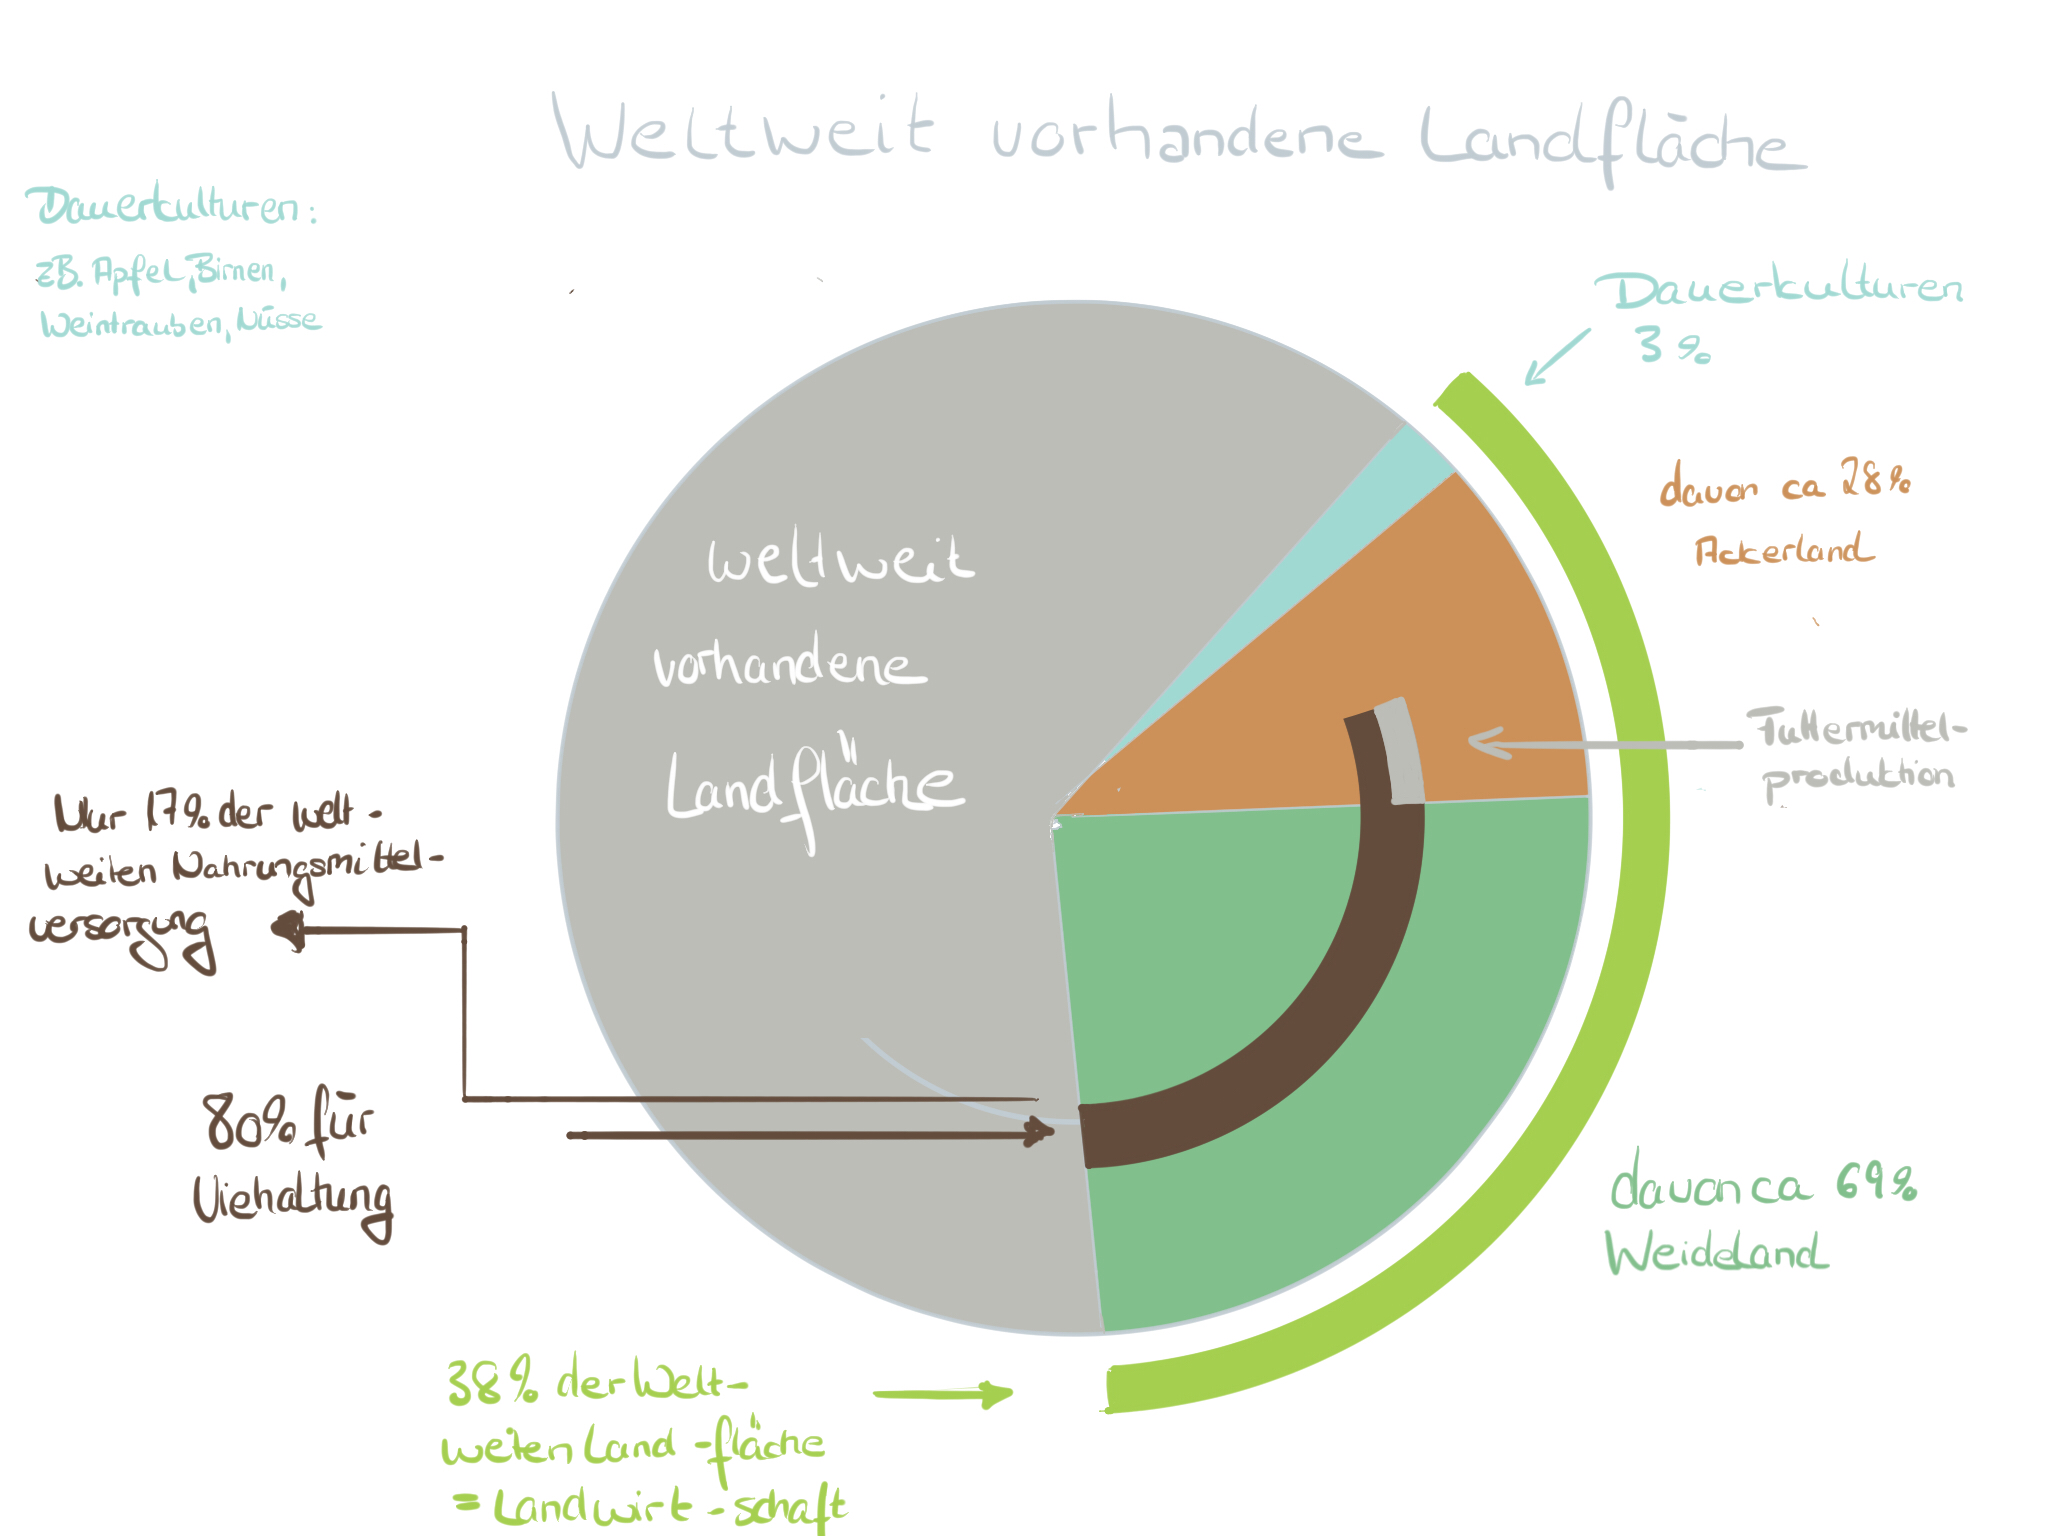 Weltweit vorhandene Landfläche
Dauerkulturen:
zB. Apfel, Birnen,
Weintrauben, Nüsse
Dauerkulturen
3%
davon ca 28%
Ackerland
weltweit
vorhandene
Landfläche
Futtermittel-
produktion
Nur 17% der welt-
weiten Nahrungsmittel-
versorgung
80% für
Viehaltung
davon ca 69%
Weideland
38% der Welt-
weiten Land-fläche
= Landwirt-schaft